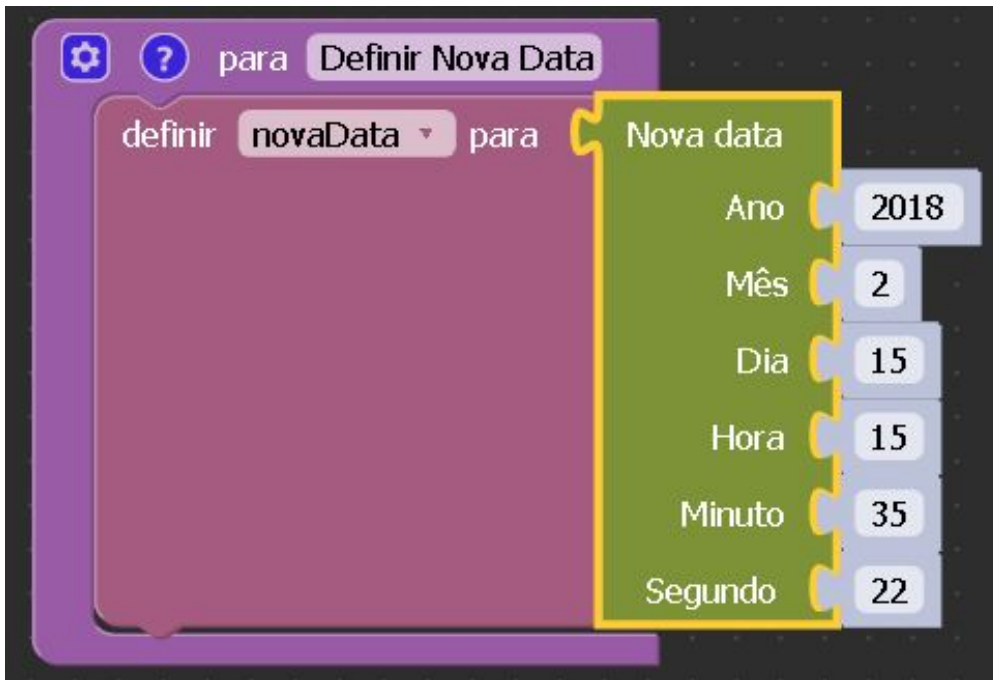 ? para Definir Nova Data
definir novaData para Nova data
Ano 2018
Mês 2
Dia 15
Hora 15
Minuto 35
Segundo 22